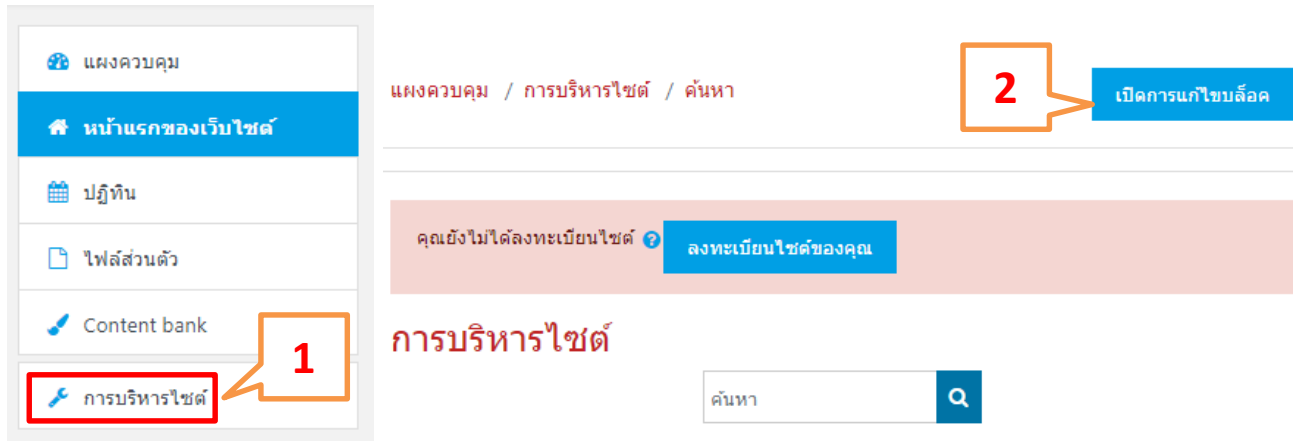 แผงควบคุม
หน้าแรกของเว็บไซต์
ปฏิทิน
ไฟล์ส่วนตัว
Content bank
1
การบริหารไซต์
แผงควบคุม / การบริหารไซต์ / ค้นหา
2
เปิดการแก้ไขบล็อค
คุณยังไม่ได้ลงทะเบียนไซต์
ลงทะเบียนไซต์ของคุณ
การบริหารไซต์
ค้นหา